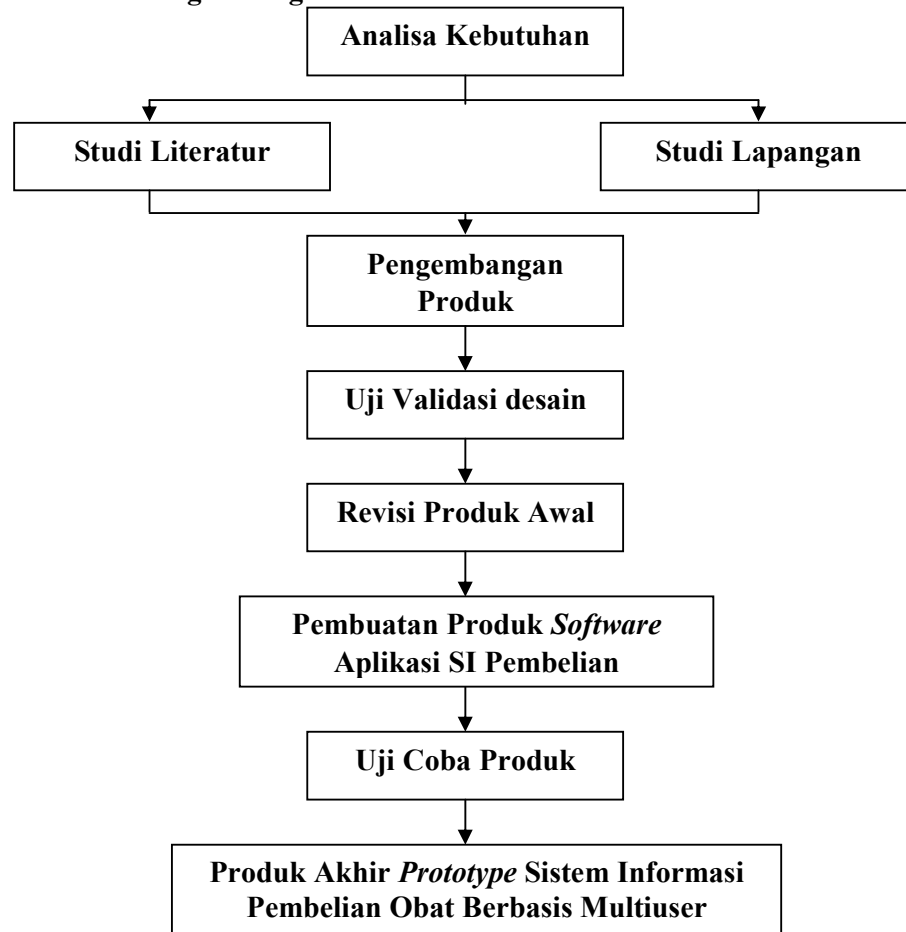 Analisa Kebutuhan
Studi Literatur
Studi Lapangan
Pengembangan
Produk
Uji Validasi desain
Revisi Produk Awal
Pembuatan Produk Software
Aplikasi SI Pembelian
Uji Coba Produk
Produk Akhir Prototype Sistem Informasi
Pembelian Obat Berbasis Multiuser